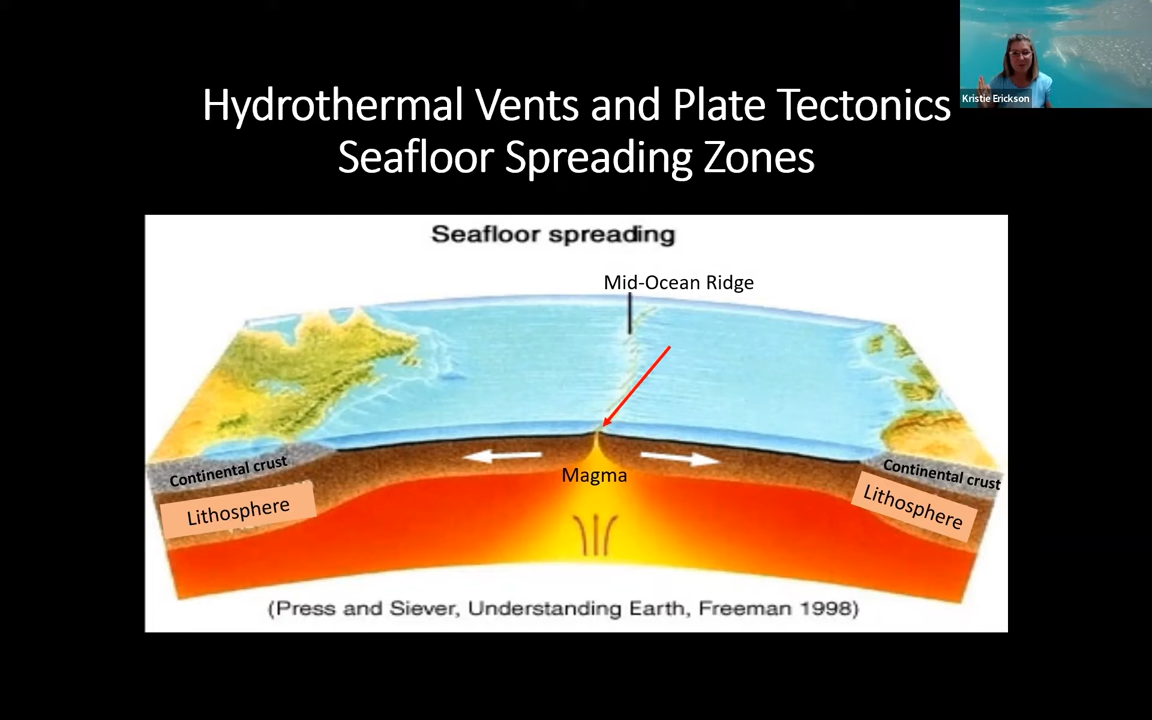 Kristie Erickson
Hydrothermal Vents and Plate Tectonics
Seafloor Spreading Zones
Seafloor spreading
Mid-Ocean Ridge
Continental crust
Lithosphere
Magma
Continental crust
Lithosphere
(Press and Siever, Understanding Earth, Freeman 1998)